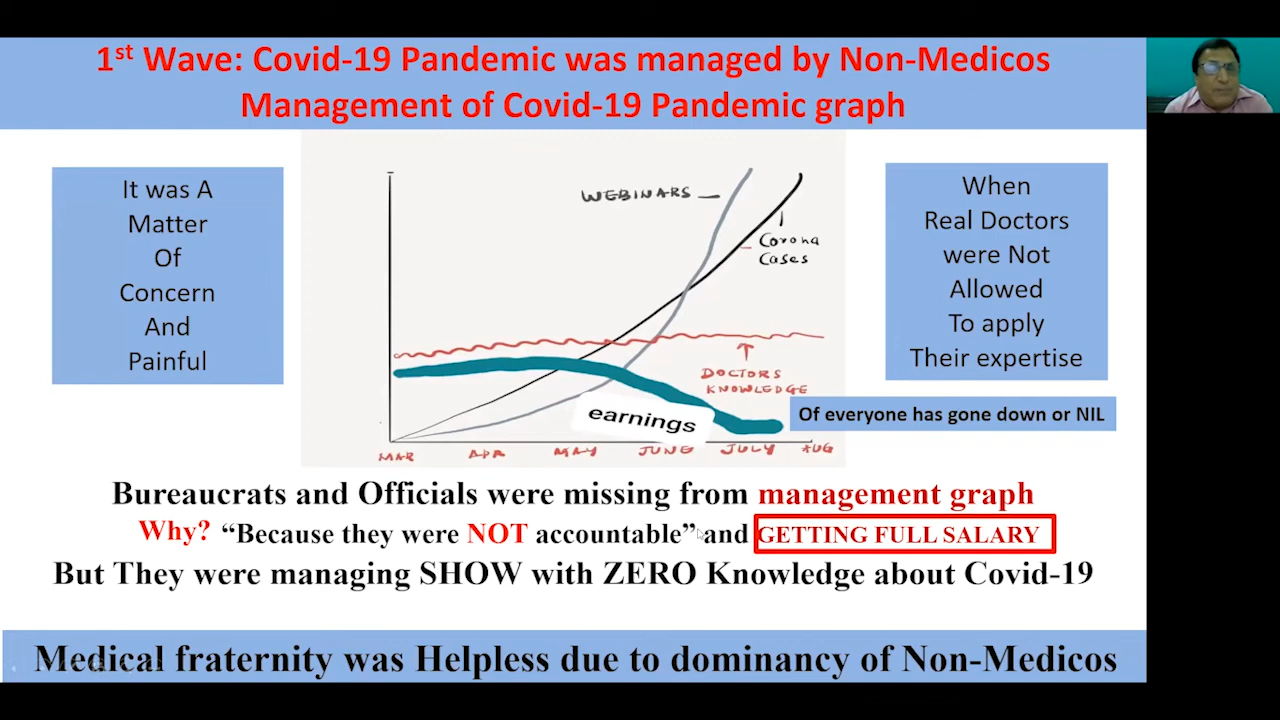 1st Wave: Covid-19 Pandemic was managed by Non-Medicos
Management of Covid-19 Pandemic graph
It was A
Matter
Of
Concern
And
Painful
WEBINARS
Corona
Cases
DOCTORS
KNOWLEDGE
earnings
MAR APR MAY JUNE JULY AUG
When
Real Doctors
were Not
Allowed
To apply
Their expertise
Of everyone has gone down or NIL
Bureaucrats and Officials were missing from management graph
Why? “Because they were NOT accountable” and GETTING FULL SALARY
But They were managing SHOW with ZERO Knowledge about Covid-19
Medical fraternity was Helpless due to dominancy of Non-Medicos